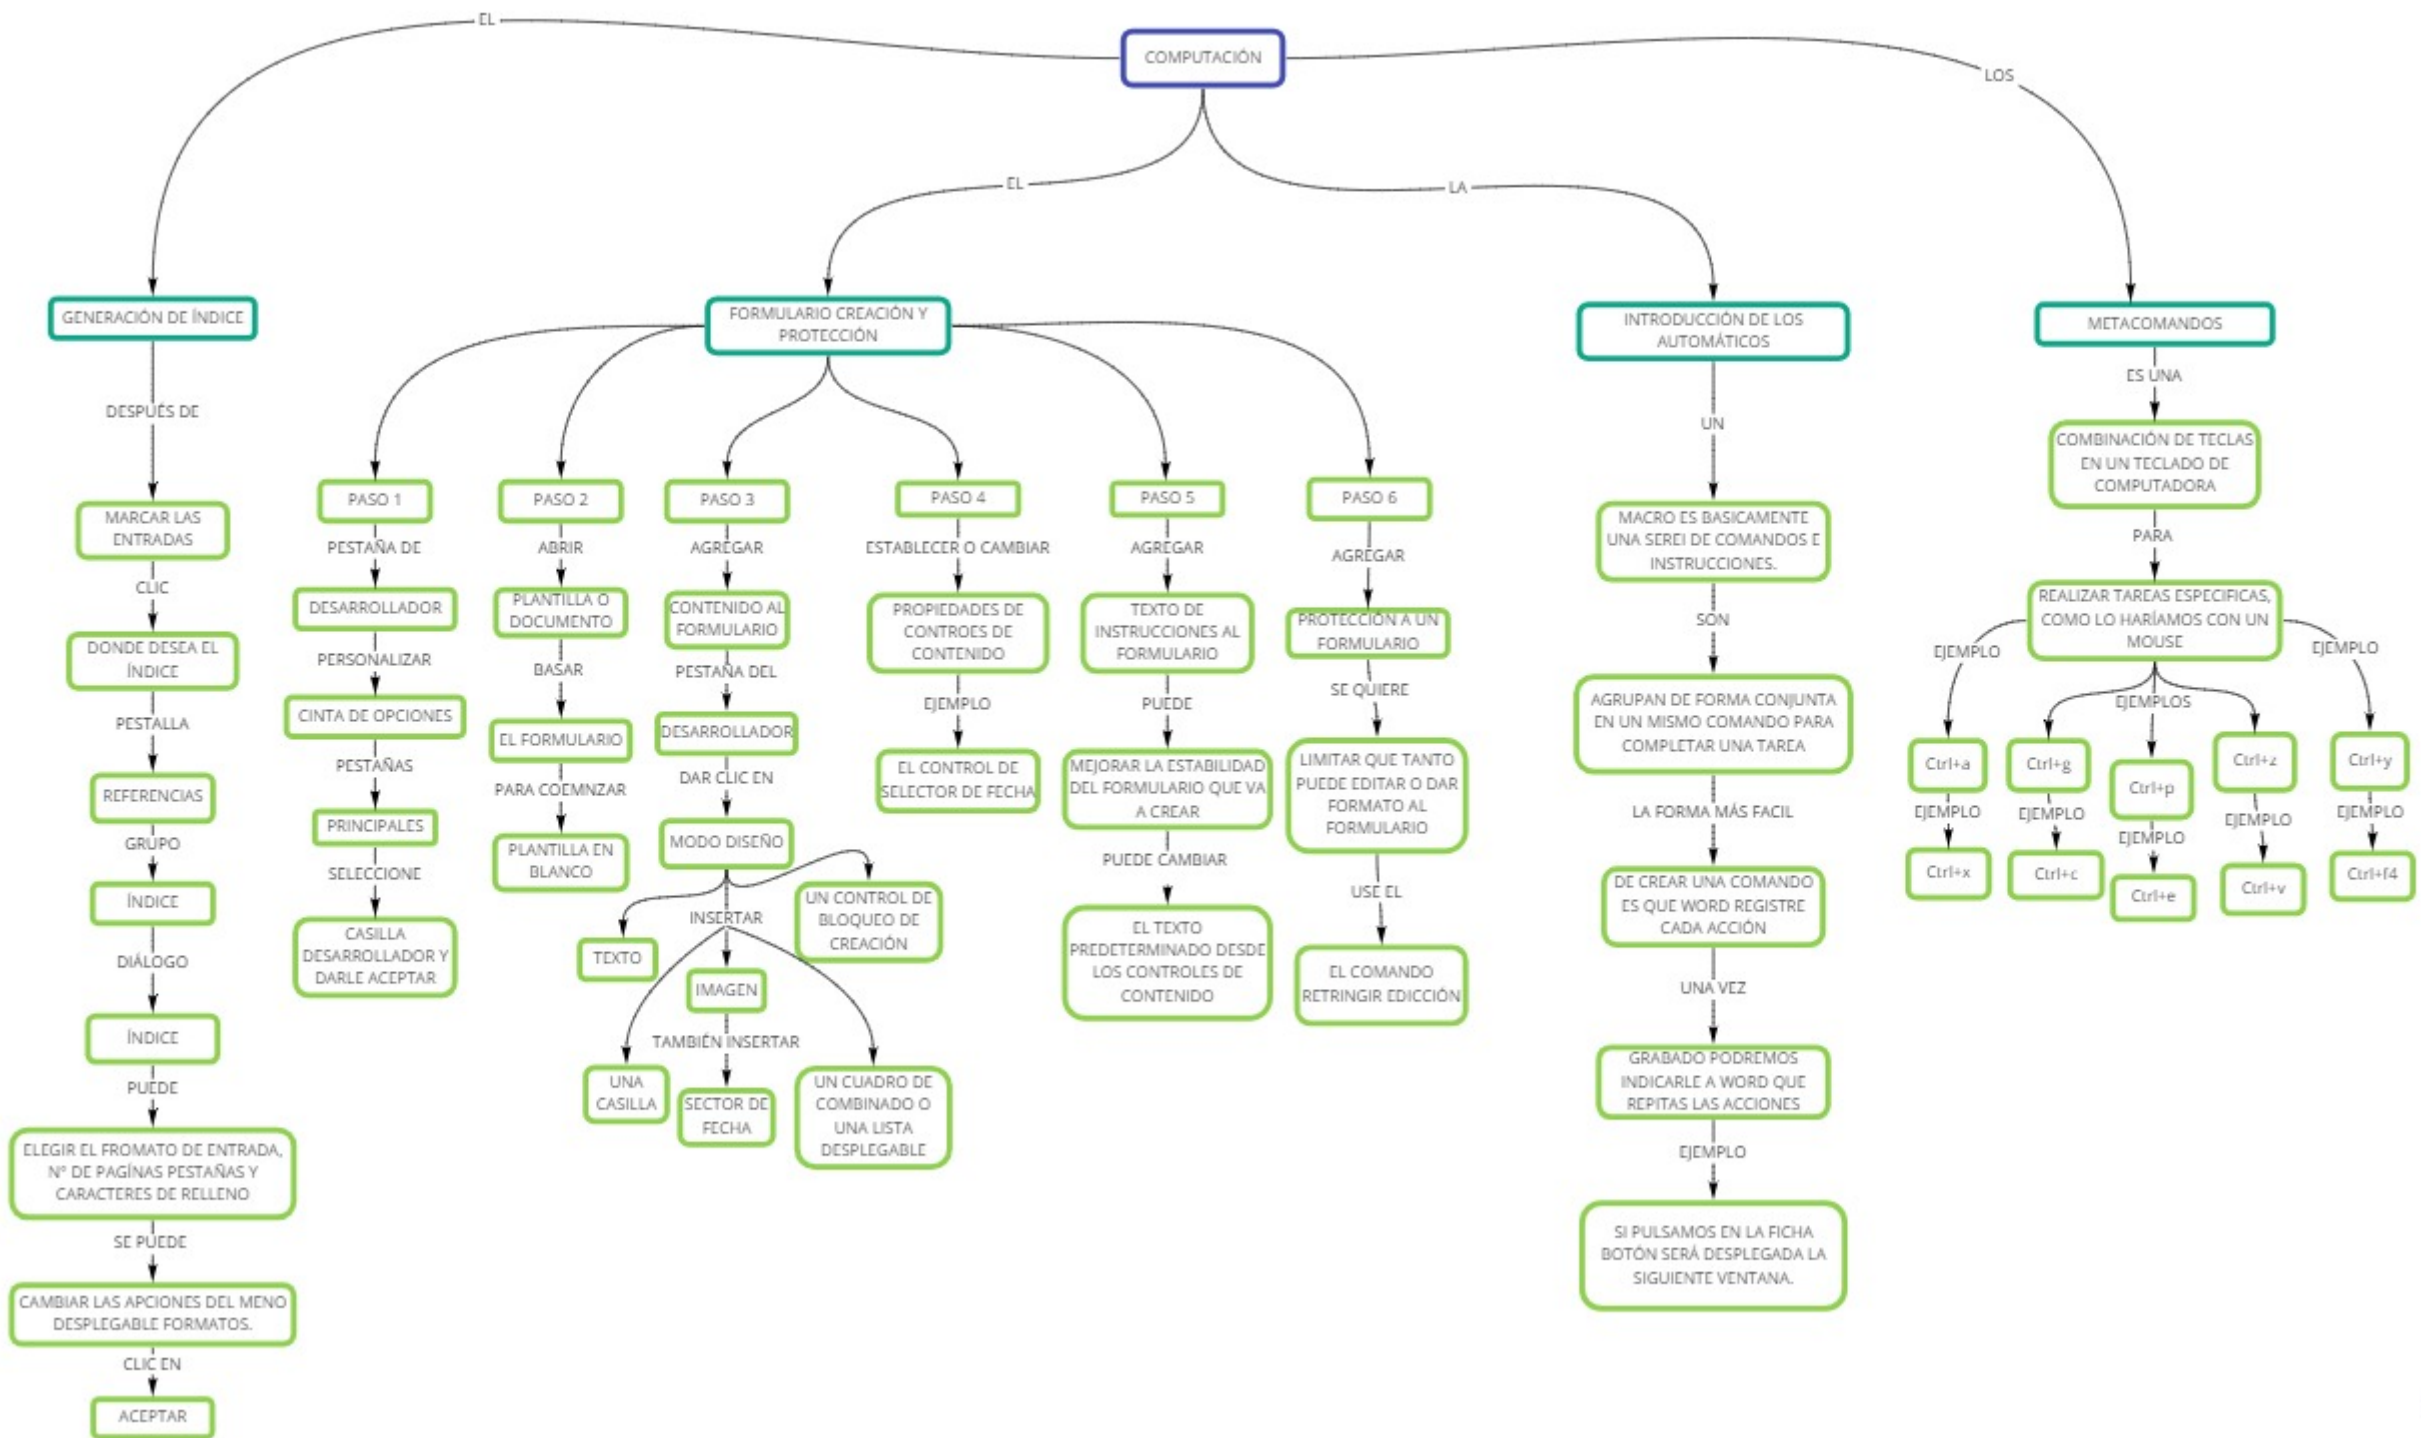 EL
COMPUTACIÓN
LOS
EL
LA
GENERACIÓN DE ÍNDICE
DESPUÉS DE
MARCAR LAS
ENTRADAS
CLIC
DONDE DESEA EL
ÍNDICE
PESTALLA
REFERENCIAS
GRUPO
ÍNDICE
DIÁLOGO
ÍNDICE
PUEDE
ELEGIR EL FROMATO DE ENTRADA,
Nº DE PAGÍNAS PESTAÑAS Y
CARACTERES DE RELLENO
SE PUEDE
CAMBIAR LAS APCIONES DEL MENO
DESPLEGABLE FORMATOS.
CLIC EN
ACEPTAR
FORMULARIO CREACIÓN Y
PROTECCIÓN
PASO 1
PESTAÑA DE
DESARROLLADOR
PERSONALIZAR
CINTA DE OPCIONES
PESTAÑAS
PRINCIPALES
SELECCIONE
CASILLA
DESARROLLADOR Y
DARLE ACEPTAR
PASO 2
ABRIR
PLANTILLA O
DOCUMENTO
BASAR
EL FORMULARIO
PARA COEMNZAR
PLANTILLA EN
BLANCO
PASO 3
AGREGAR
CONTENIDO AL
FORMULARIO
PESTAÑA DEL
DESARROLLADOR
DAR CLIC EN
MODO DISEÑO
INSERTAR
TEXTO
UN CONTROL DE
BLOQUEO DE
CREACIÓN
IMAGEN
TAMBIÉN INSERTAR
UNA
CASILLA
SECTOR DE
FECHA
UN CUADRO DE
COMBINADO O
UNA LISTA
DESPLEGABLE
PASO 4
ESTABLECER O CAMBIAR
PROPIEDADES DE
CONTROES DE
CONTENIDO
EJEMPLO
EL CONTROL DE
SELECTOR DE FECHA
PASO 5
AGREGAR
TEXTO DE
INSTRUCCIONES AL
FORMULARIO
PUEDE
MEJORAR LA ESTABILIDAD
DEL FORMULARIO QUE VA
A CREAR
PUEDE CAMBIAR
EL TEXTO
PREDETERMINADO DESDE
LOS CONTROLES DE
CONTENIDO
PASO 6
AGREGAR
PROTECCIÓN A UN
FORMULARIO
SE QUIERE
LIMITAR QUE TANTO
PUEDE EDITAR O DAR
FORMATO AL
FORMULARIO
USE EL
EL COMANDO
RETRINGIR EDICCIÓN
INTRODUCCIÓN DE LOS
AUTOMÁTICOS
UN
MACRO ES BASICAMENTE
UNA SEREI DE COMANDOS E
INSTRUCCIONES.
SON
AGRUPAN DE FORMA CONJUNTA
EN UN MISMO COMANDO PARA
COMPLETAR UNA TAREA
LA FORMA MÁS FACIL
DE CREAR UNA COMANDO
ES QUE WORD REGISTRE
CADA ACCIÓN
UNA VEZ
GRABADO PODREMOS
INDICARLE A WORD QUE
REPITAS LAS ACCIONES
EJEMPLO
SI PULSAMOS EN LA FICHA
BOTÓN SERÁ DESPLEGADA LA
SIGUIENTE VENTANA.
METACOMANDOS
ES UNA
COMBINACIÓN DE TECLAS
EN UN TECLADO DE
COMPUTADORA
PARA
REALIZAR TAREAS ESPECIFICAS,
COMO LO HARÍAMOS CON UN
MOUSE
EJEMPLO
EJEMPLOS
EJEMPLO
Ctrl+a
EJEMPLO
Ctrl+x
Ctrl+g
EJEMPLO
Ctrl+c
Ctrl+p
EJEMPLO
Ctrl+e
Ctrl+z
EJEMPLO
Ctrl+v
Ctrl+y
EJEMPLO
Ctrl+f4